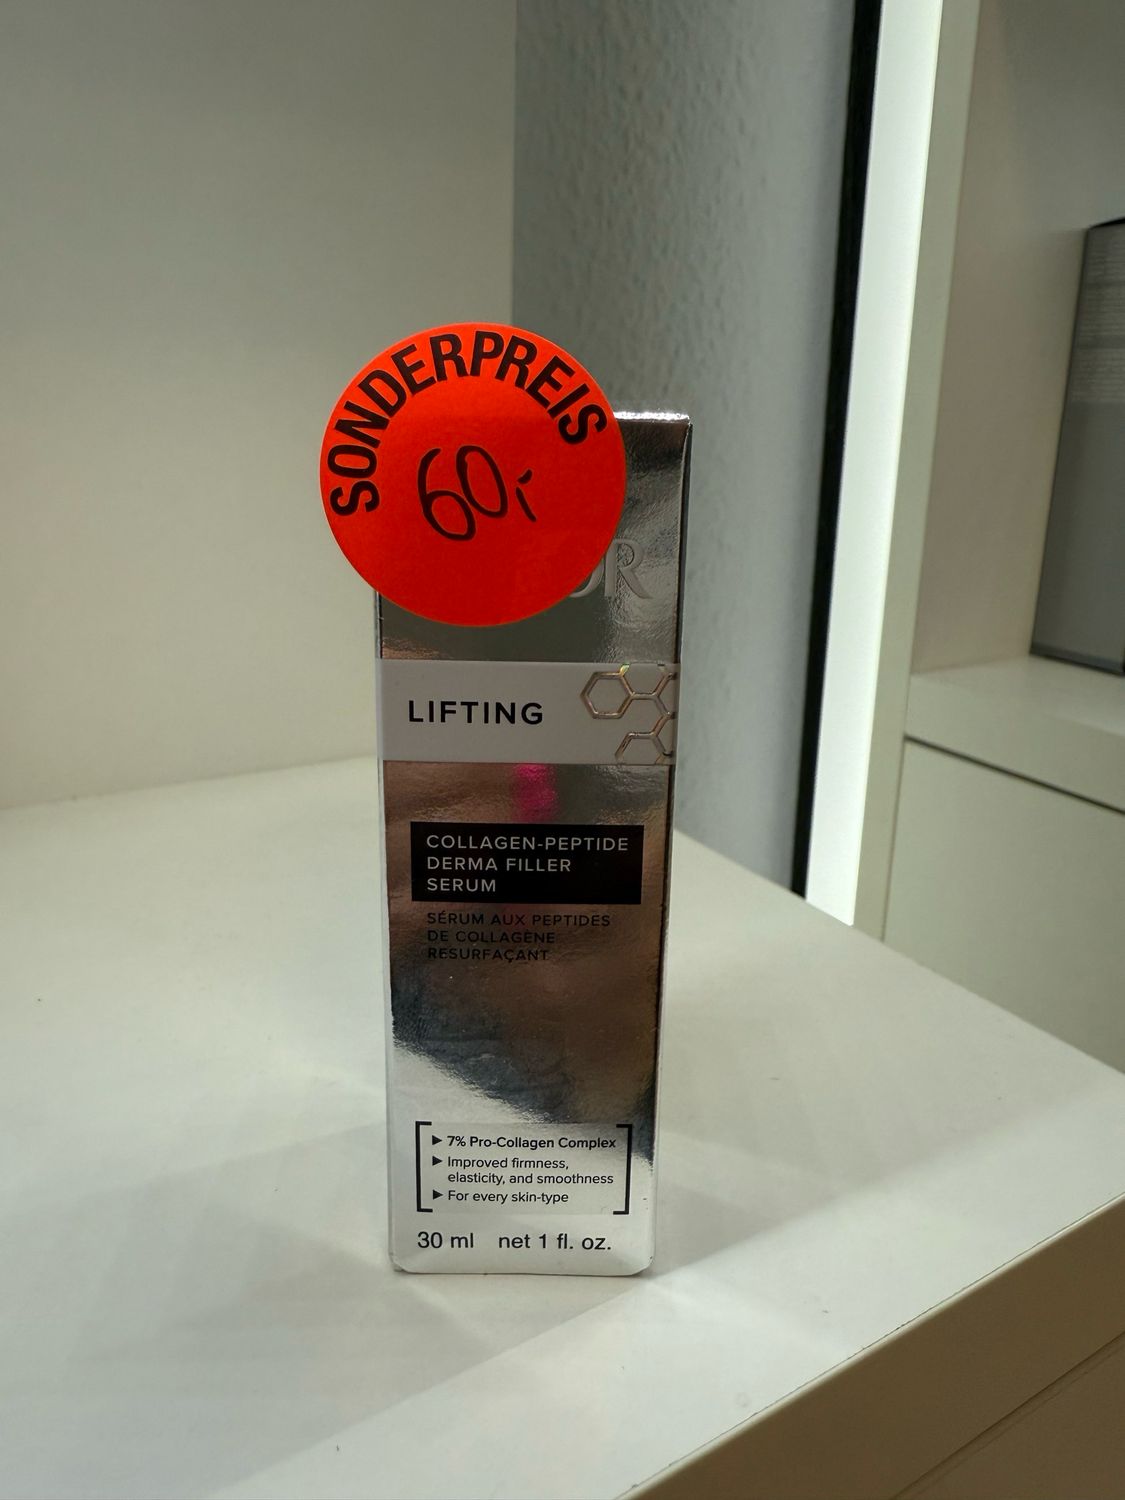 SONDERPREIS
60,-
LIFTING
COLLAGEN-PEPTIDE
DERMA FILLER
SERUM
SÉRUM AUX PEPTIDES
DE COLLAGÈNE
RESURFAÇANT
▶ 7% Pro-Collagen Complex
▶ Improved firmness,
elasticity, and smoothness
▶ For every skin-type
30 ml net 1 fl. oz.